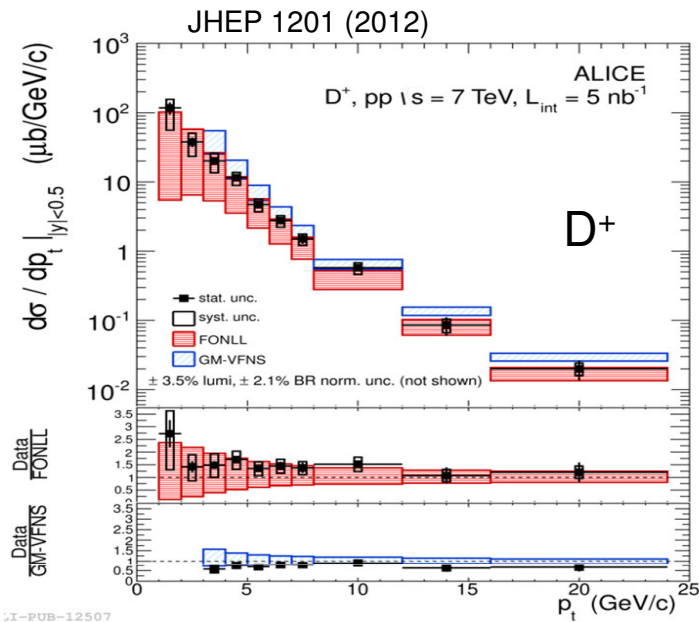 JHEP 1201 (2012)
dσ / dp_t |_|y|<0.5 (μb/GeV/c)
10³
10²
10
1
10⁻¹
10⁻²
ALICE
D⁺, pp \ s = 7 TeV, L_int = 5 nb⁻¹
D⁺
stat. unc.
syst. unc.
FONLL
GM-VFNS
± 3.5% lumi, ± 2.1% BR norm. unc. (not shown)
Data
FONLL
3.5
3
2.5
2
1.5
1
0.5
0
Data
GM-VFNS
3.5
3
2.5
2
1.5
1
0.5
0
0 5 10 15 20 25
p_t (GeV/c)
LI-PUB-12507